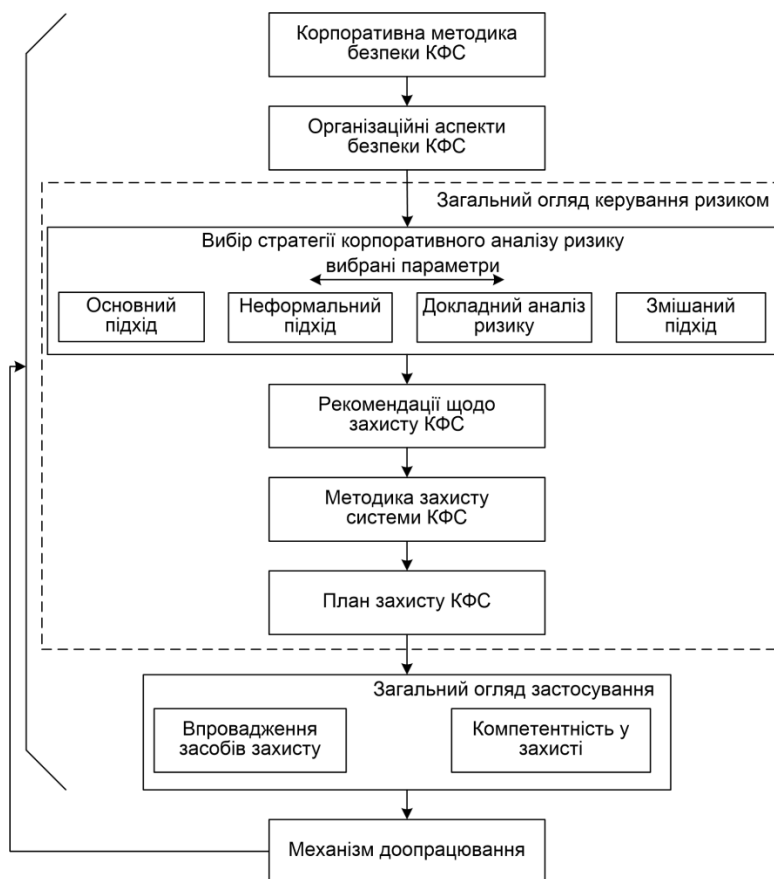 Корпоративна методика
безпеки КФС
Організаційні аспекти
безпеки КФС
Загальний огляд керування ризиком
Вибір стратегії корпоративного аналізу ризику
вибрані параметри
Основний
підхід
Неформальний
підхід
Докладний аналіз
ризику
Змішаний
підхід
Рекомендації щодо
захисту КФС
Методика захисту
системи КФС
План захисту КФС
Загальний огляд застосування
Впровадження
засобів захисту
Компетентність у
захисті
Механізм доопрацювання